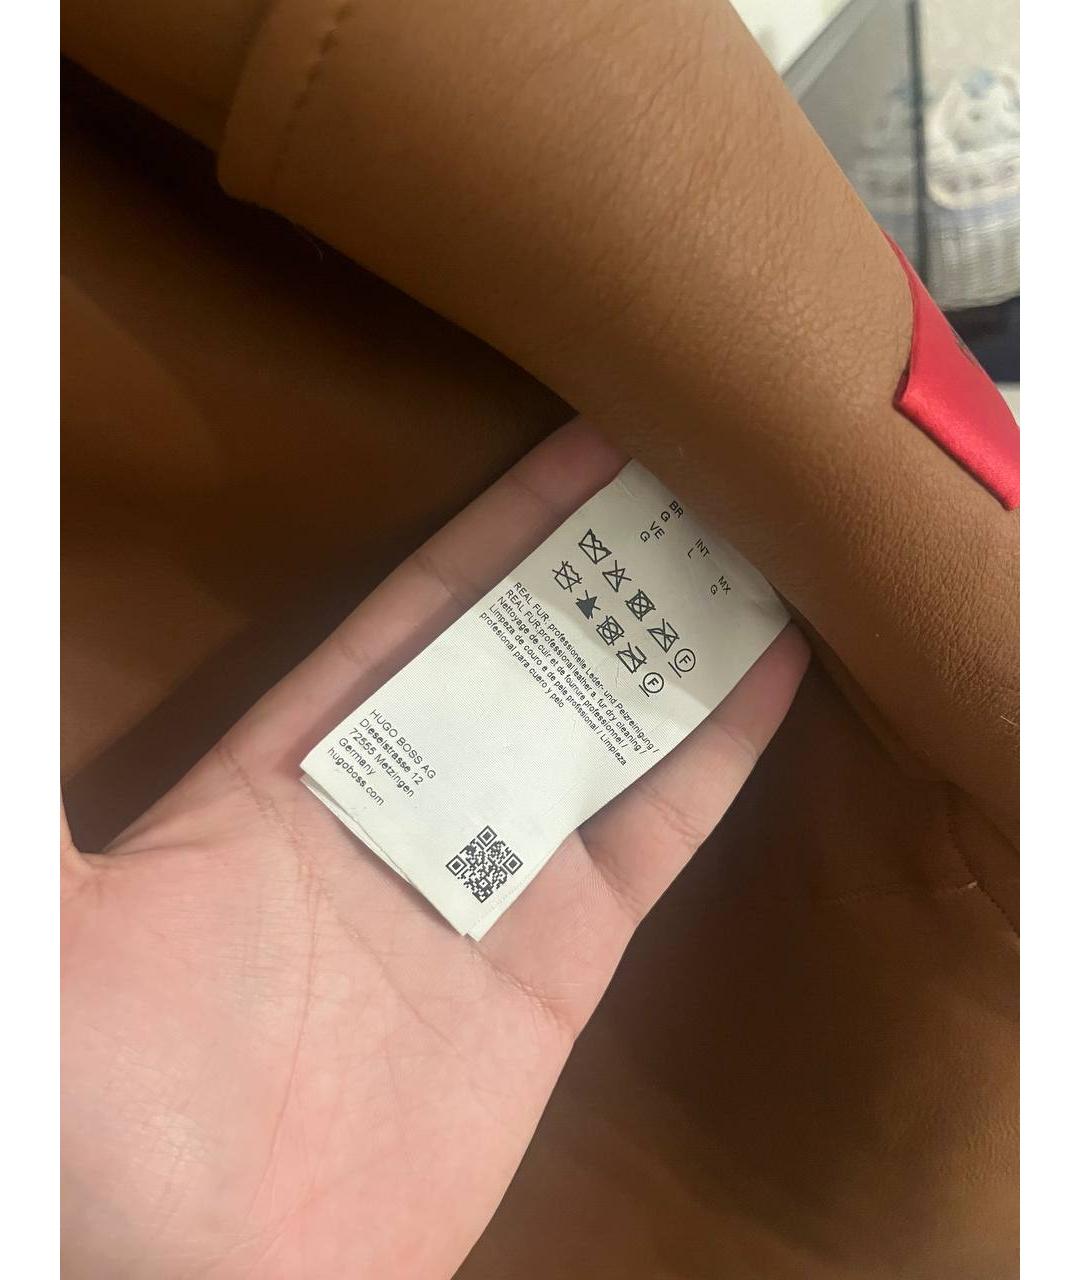 BR
G
INT
L
MX
G
VE
G
F
F
REAL FUR: professionelle Leder- und Pelzreinigung /
REAL FUR:professional leather a. fur dry cleaning /
Nettoyage de cuir et de fourrure professionnel /
Limpeza de couro e de pele profissional / Limpieza
profesional para cuero y pelo
HUGO BOSS AG
Dieselstrasse 12
72555 Metzingen
Germany
hugoboss.com